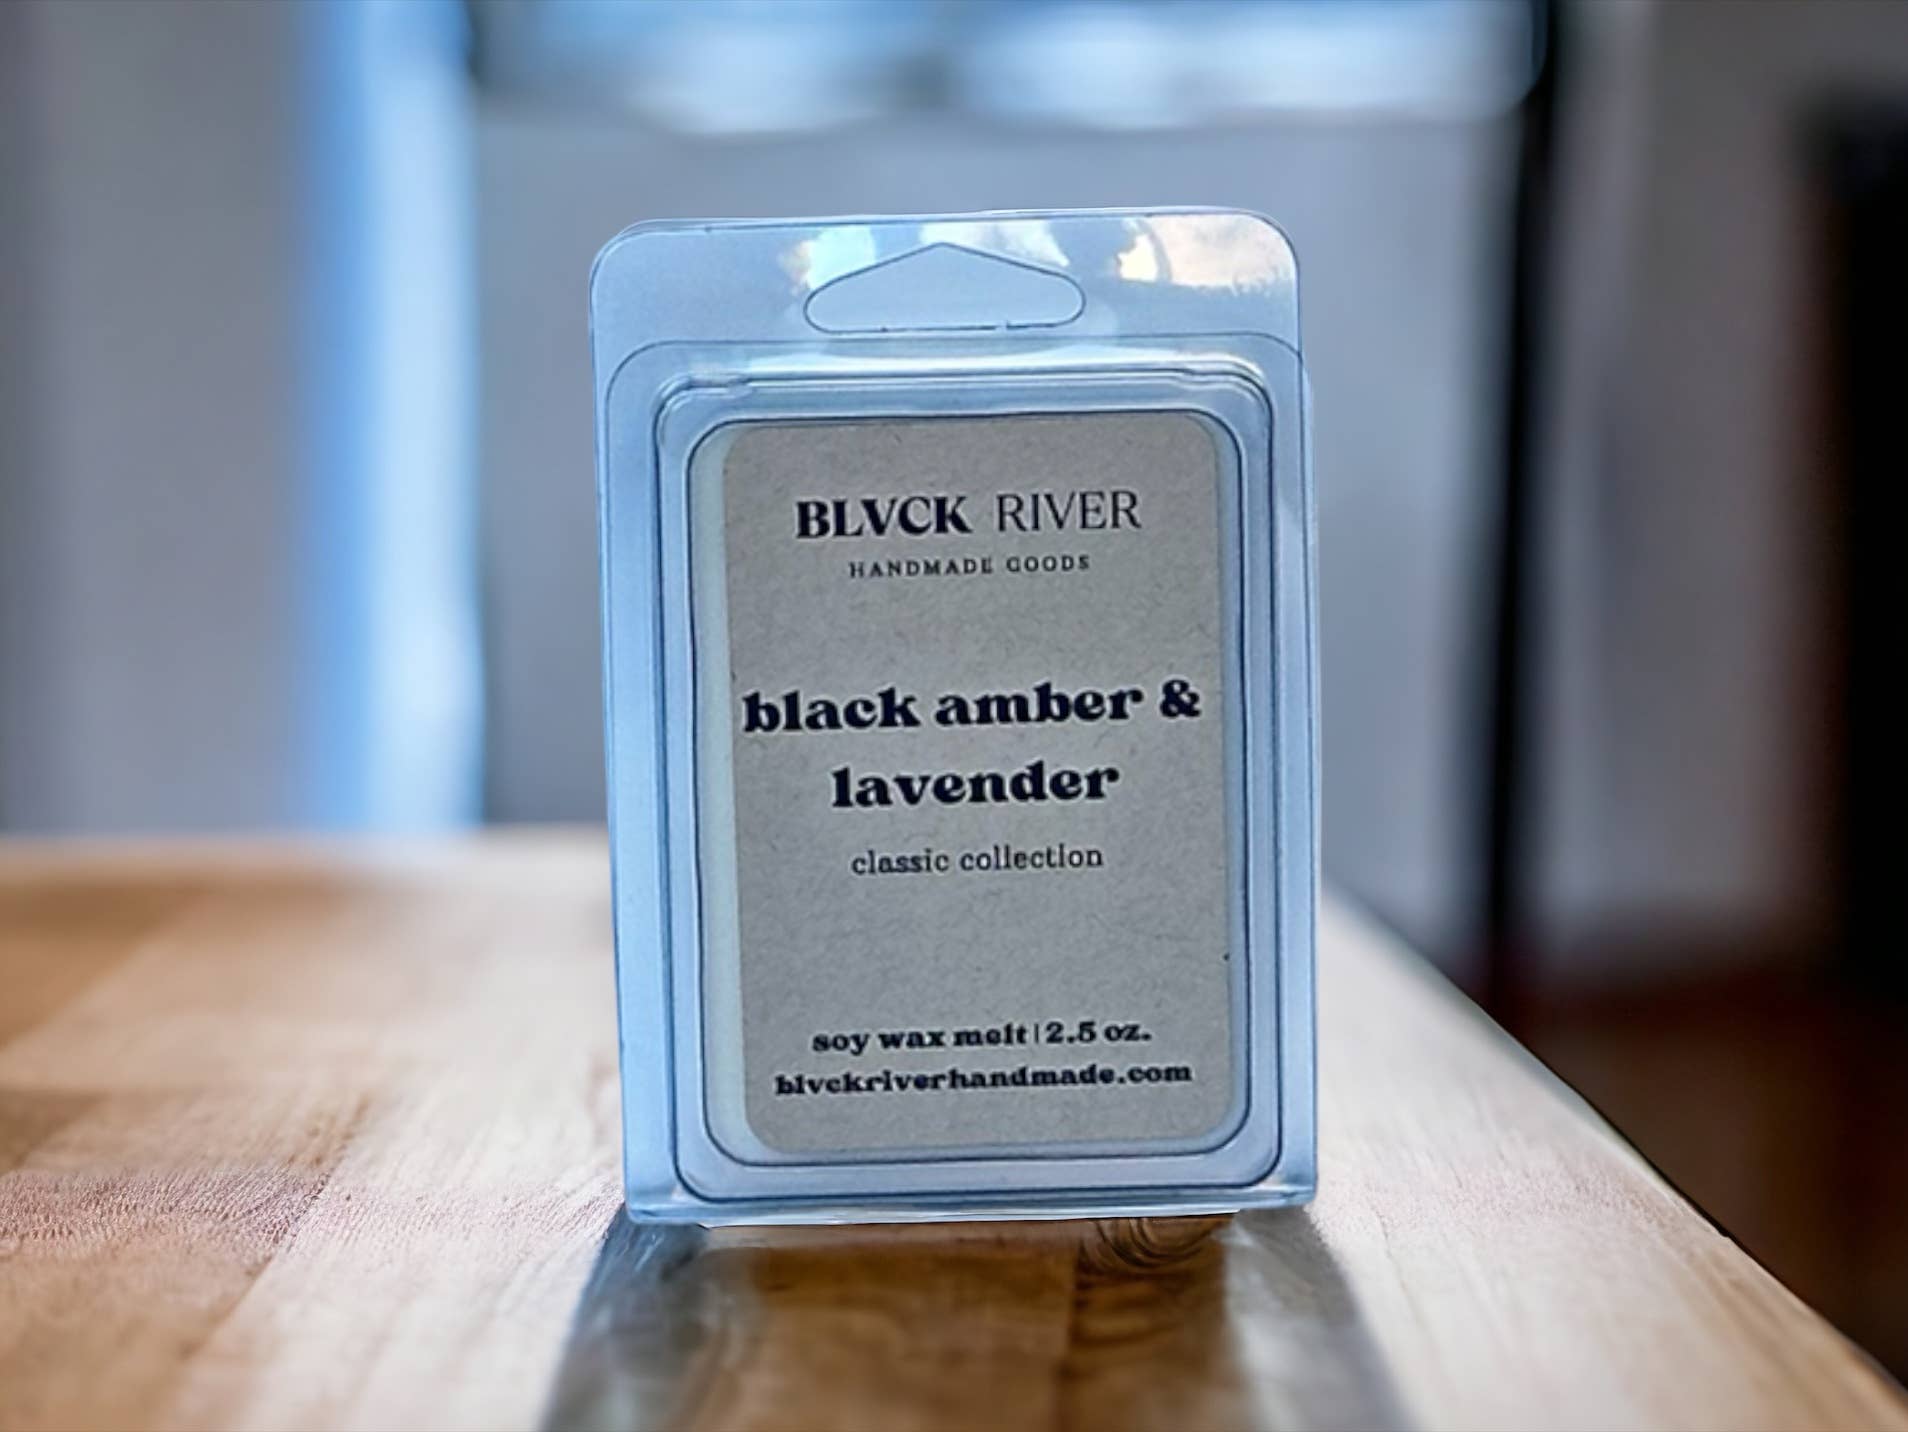 BLVCK RIVER
HANDMADE GOODS
black amber &
lavender
classic collection
soy wax melt | 2.5 oz.
blvckriverhandmade.com